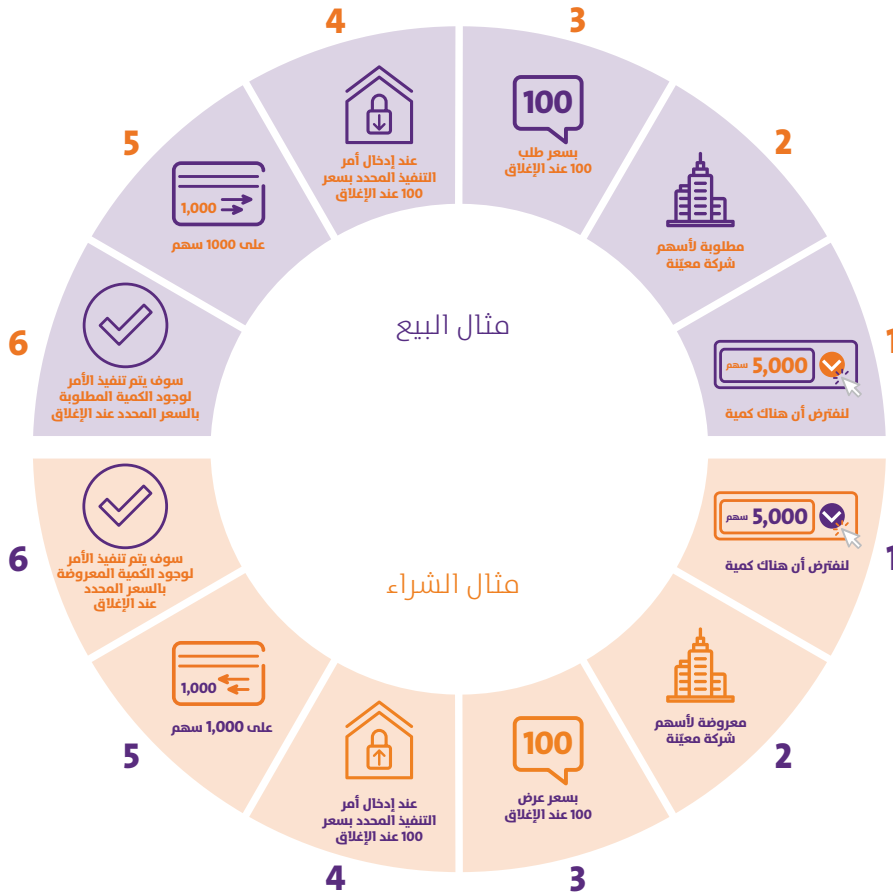 مثال البيع
1
5,000 سهم
لنفترض أن هناك كمية
2
مطلوبة لأسهم
شركة معيّنة
3
100
بسعر طلب
100 عند الإغلاق
4
عند إدخال أمر
التنفيذ المحدد بسعر
100 عند الإغلاق
5
1,000
على 1000 سهم
6
سوف يتم تنفيذ الأمر
لوجود الكمية المطلوبة
بالسعر المحدد عند الإغلاق
مثال الشراء
1
5,000 سهم
لنفترض أن هناك كمية
2
معروضة لأسهم
شركة معيّنة
3
100
بسعر عرض
100 عند الإغلاق
4
عند إدخال أمر
التنفيذ المحدد بسعر
100 عند الإغلاق
5
1,000
على 1,000 سهم
6
سوف يتم تنفيذ الأمر
لوجود الكمية المعروضة
بالسعر المحدد
عند الإغلاق